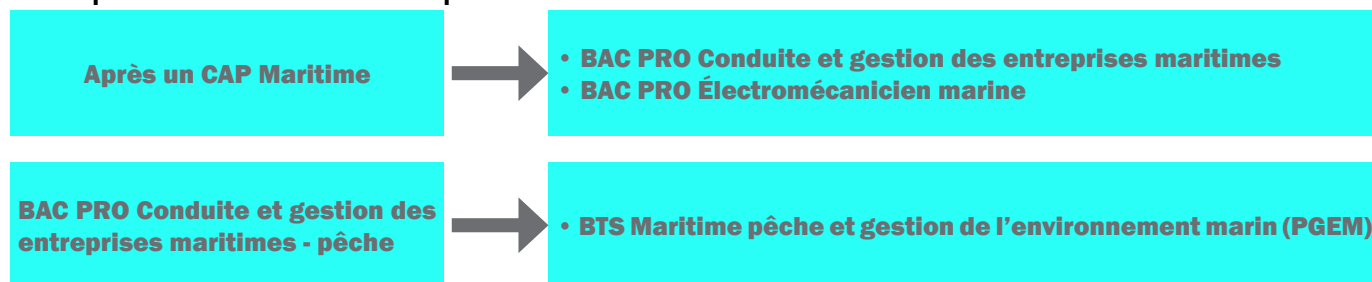 Après un CAP Maritime
• BAC PRO Conduite et gestion des entreprises maritimes
• BAC PRO Électromécanicien marine
BAC PRO Conduite et gestion des
entreprises maritimes - pêche
• BTS Maritime pêche et gestion de l’environnement marin (PGEM)